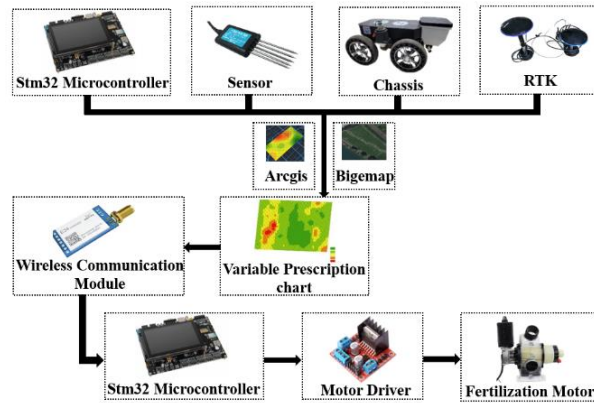 Stm32 Microcontroller
Sensor
Chassis
RTK
Arcgis
Bigemap
Wireless Communication
Module
Variable Prescription
chart
Stm32 Microcontroller
Motor Driver
Fertilization Motor